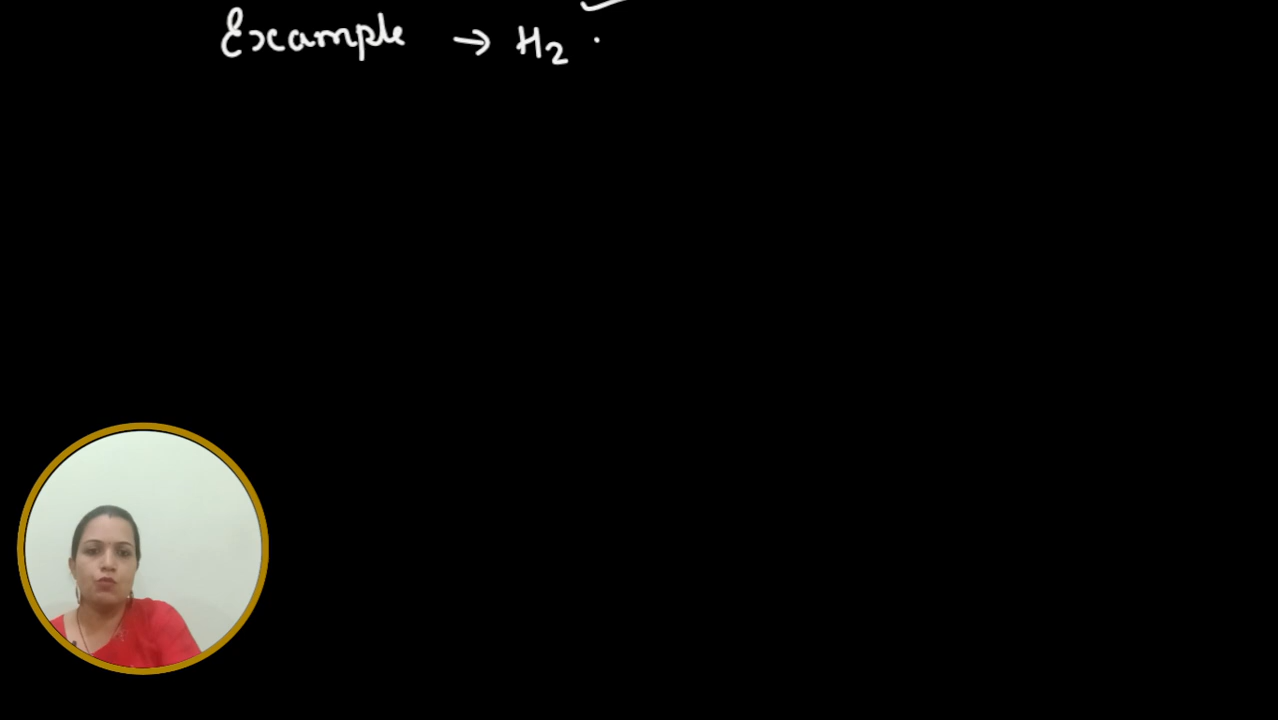 Example → H₂ .